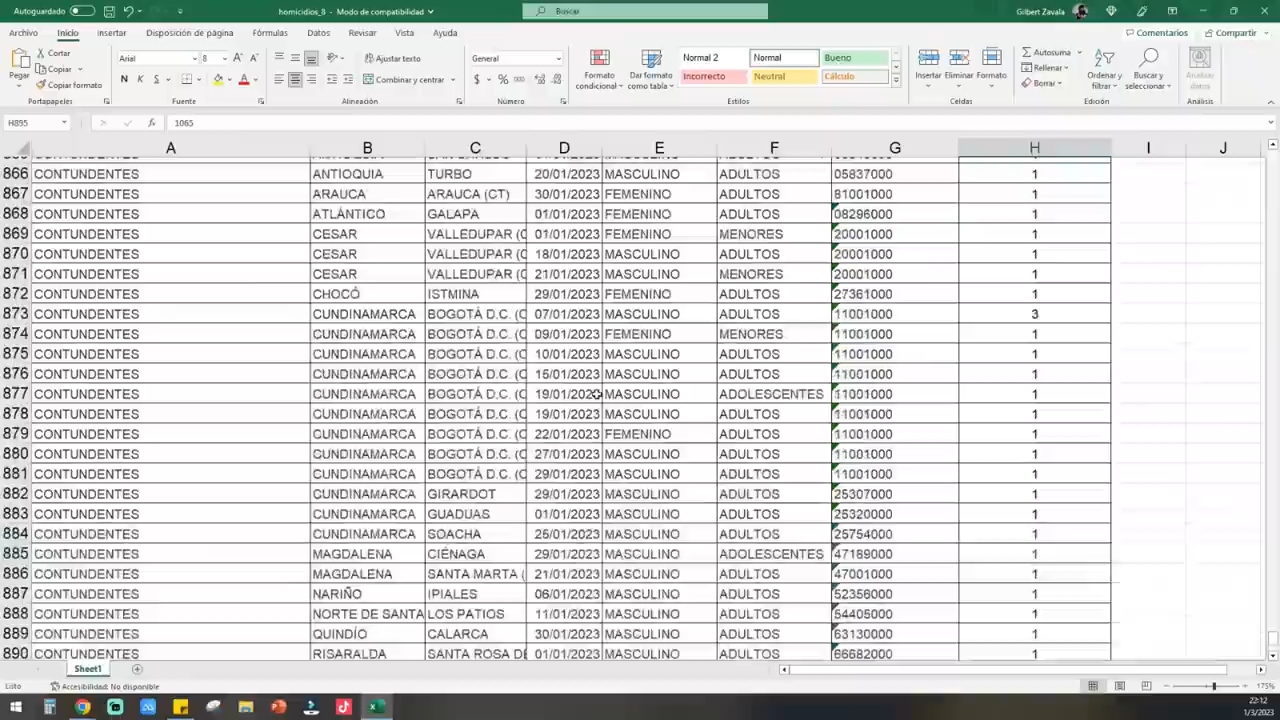 Autoguardado
homicidios_8 - Modo de compatibilidad
Buscar
Gilbert Zavala
Archivo Inicio Insertar Disposición de página Fórmulas Datos Revisar Vista Ayuda
Comentarios Compartir
Pegar
Cortar
Copiar
Copiar formato
Portapapeles
Arial 8
N K S
Fuente
Ajustar texto
Combinar y centrar
Alineación
General
$ % 000
Número
Formato condicional
Dar formato como tabla
Normal 2 Normal Bueno
Incorrecto Neutral Cálculo
Estilos
Insertar Eliminar Formato
Celdas
Autosuma
Rellenar
Borrar
Ordenar y filtrar
Buscar y seleccionar
Edición
Analizar datos
Análisis
H895 fx 1065
A B C D E F G H I J
866 CONTUNDENTES ANTIOQUIA TURBO 20/01/2023 MASCULINO ADULTOS 05837000 1
867 CONTUNDENTES ARAUCA ARAUCA (CT) 30/01/2023 FEMENINO ADULTOS 81001000 1
868 CONTUNDENTES ATLÁNTICO GALAPA 01/01/2023 FEMENINO ADULTOS 08296000 1
869 CONTUNDENTES CESAR VALLEDUPAR (C 01/01/2023 FEMENINO MENORES 20001000 1
870 CONTUNDENTES CESAR VALLEDUPAR (C 18/01/2023 MASCULINO ADULTOS 20001000 1
871 CONTUNDENTES CESAR VALLEDUPAR (C 21/01/2023 MASCULINO MENORES 20001000 1
872 CONTUNDENTES CHOCÓ ISTMINA 29/01/2023 FEMENINO ADULTOS 27361000 1
873 CONTUNDENTES CUNDINAMARCA BOGOTÁ D.C. (C 07/01/2023 MASCULINO ADULTOS 11001000 3
874 CONTUNDENTES CUNDINAMARCA BOGOTÁ D.C. (C 09/01/2023 FEMENINO MENORES 11001000 1
875 CONTUNDENTES CUNDINAMARCA BOGOTÁ D.C. (C 10/01/2023 MASCULINO ADULTOS 11001000 1
876 CONTUNDENTES CUNDINAMARCA BOGOTÁ D.C. (C 15/01/2023 MASCULINO ADULTOS 11001000 1
877 CONTUNDENTES CUNDINAMARCA BOGOTÁ D.C. (C 19/01/2023 MASCULINO ADOLESCENTES 11001000 1
878 CONTUNDENTES CUNDINAMARCA BOGOTÁ D.C. (C 19/01/2023 MASCULINO ADULTOS 11001000 1
879 CONTUNDENTES CUNDINAMARCA BOGOTÁ D.C. (C 22/01/2023 FEMENINO ADULTOS 11001000 1
880 CONTUNDENTES CUNDINAMARCA BOGOTÁ D.C. (C 27/01/2023 MASCULINO ADULTOS 11001000 1
881 CONTUNDENTES CUNDINAMARCA BOGOTÁ D.C. (C 29/01/2023 MASCULINO ADULTOS 11001000 1
882 CONTUNDENTES CUNDINAMARCA GIRARDOT 29/01/2023 MASCULINO ADULTOS 25307000 1
883 CONTUNDENTES CUNDINAMARCA GUADUAS 01/01/2023 MASCULINO ADULTOS 25320000 1
884 CONTUNDENTES CUNDINAMARCA SOACHA 25/01/2023 MASCULINO ADULTOS 25754000 1
885 CONTUNDENTES MAGDALENA CIÉNAGA 29/01/2023 MASCULINO ADOLESCENTES 47189000 1
886 CONTUNDENTES MAGDALENA SANTA MARTA ( 21/01/2023 MASCULINO ADULTOS 47001000 1
887 CONTUNDENTES NARIÑO IPIALES 06/01/2023 MASCULINO ADULTOS 52356000 1
888 CONTUNDENTES NORTE DE SANTA LOS PATIOS 11/01/2023 MASCULINO ADULTOS 54405000 1
889 CONTUNDENTES QUINDÍO CALARCA 30/01/2023 MASCULINO ADULTOS 63130000 1
890 CONTUNDENTES RISARALDA SANTA ROSA DE 01/01/2023 MASCULINO ADULTOS 66682000 1
Sheet1
Listo Accesibilidad: No disponible 175%
22:12
1/3/2023